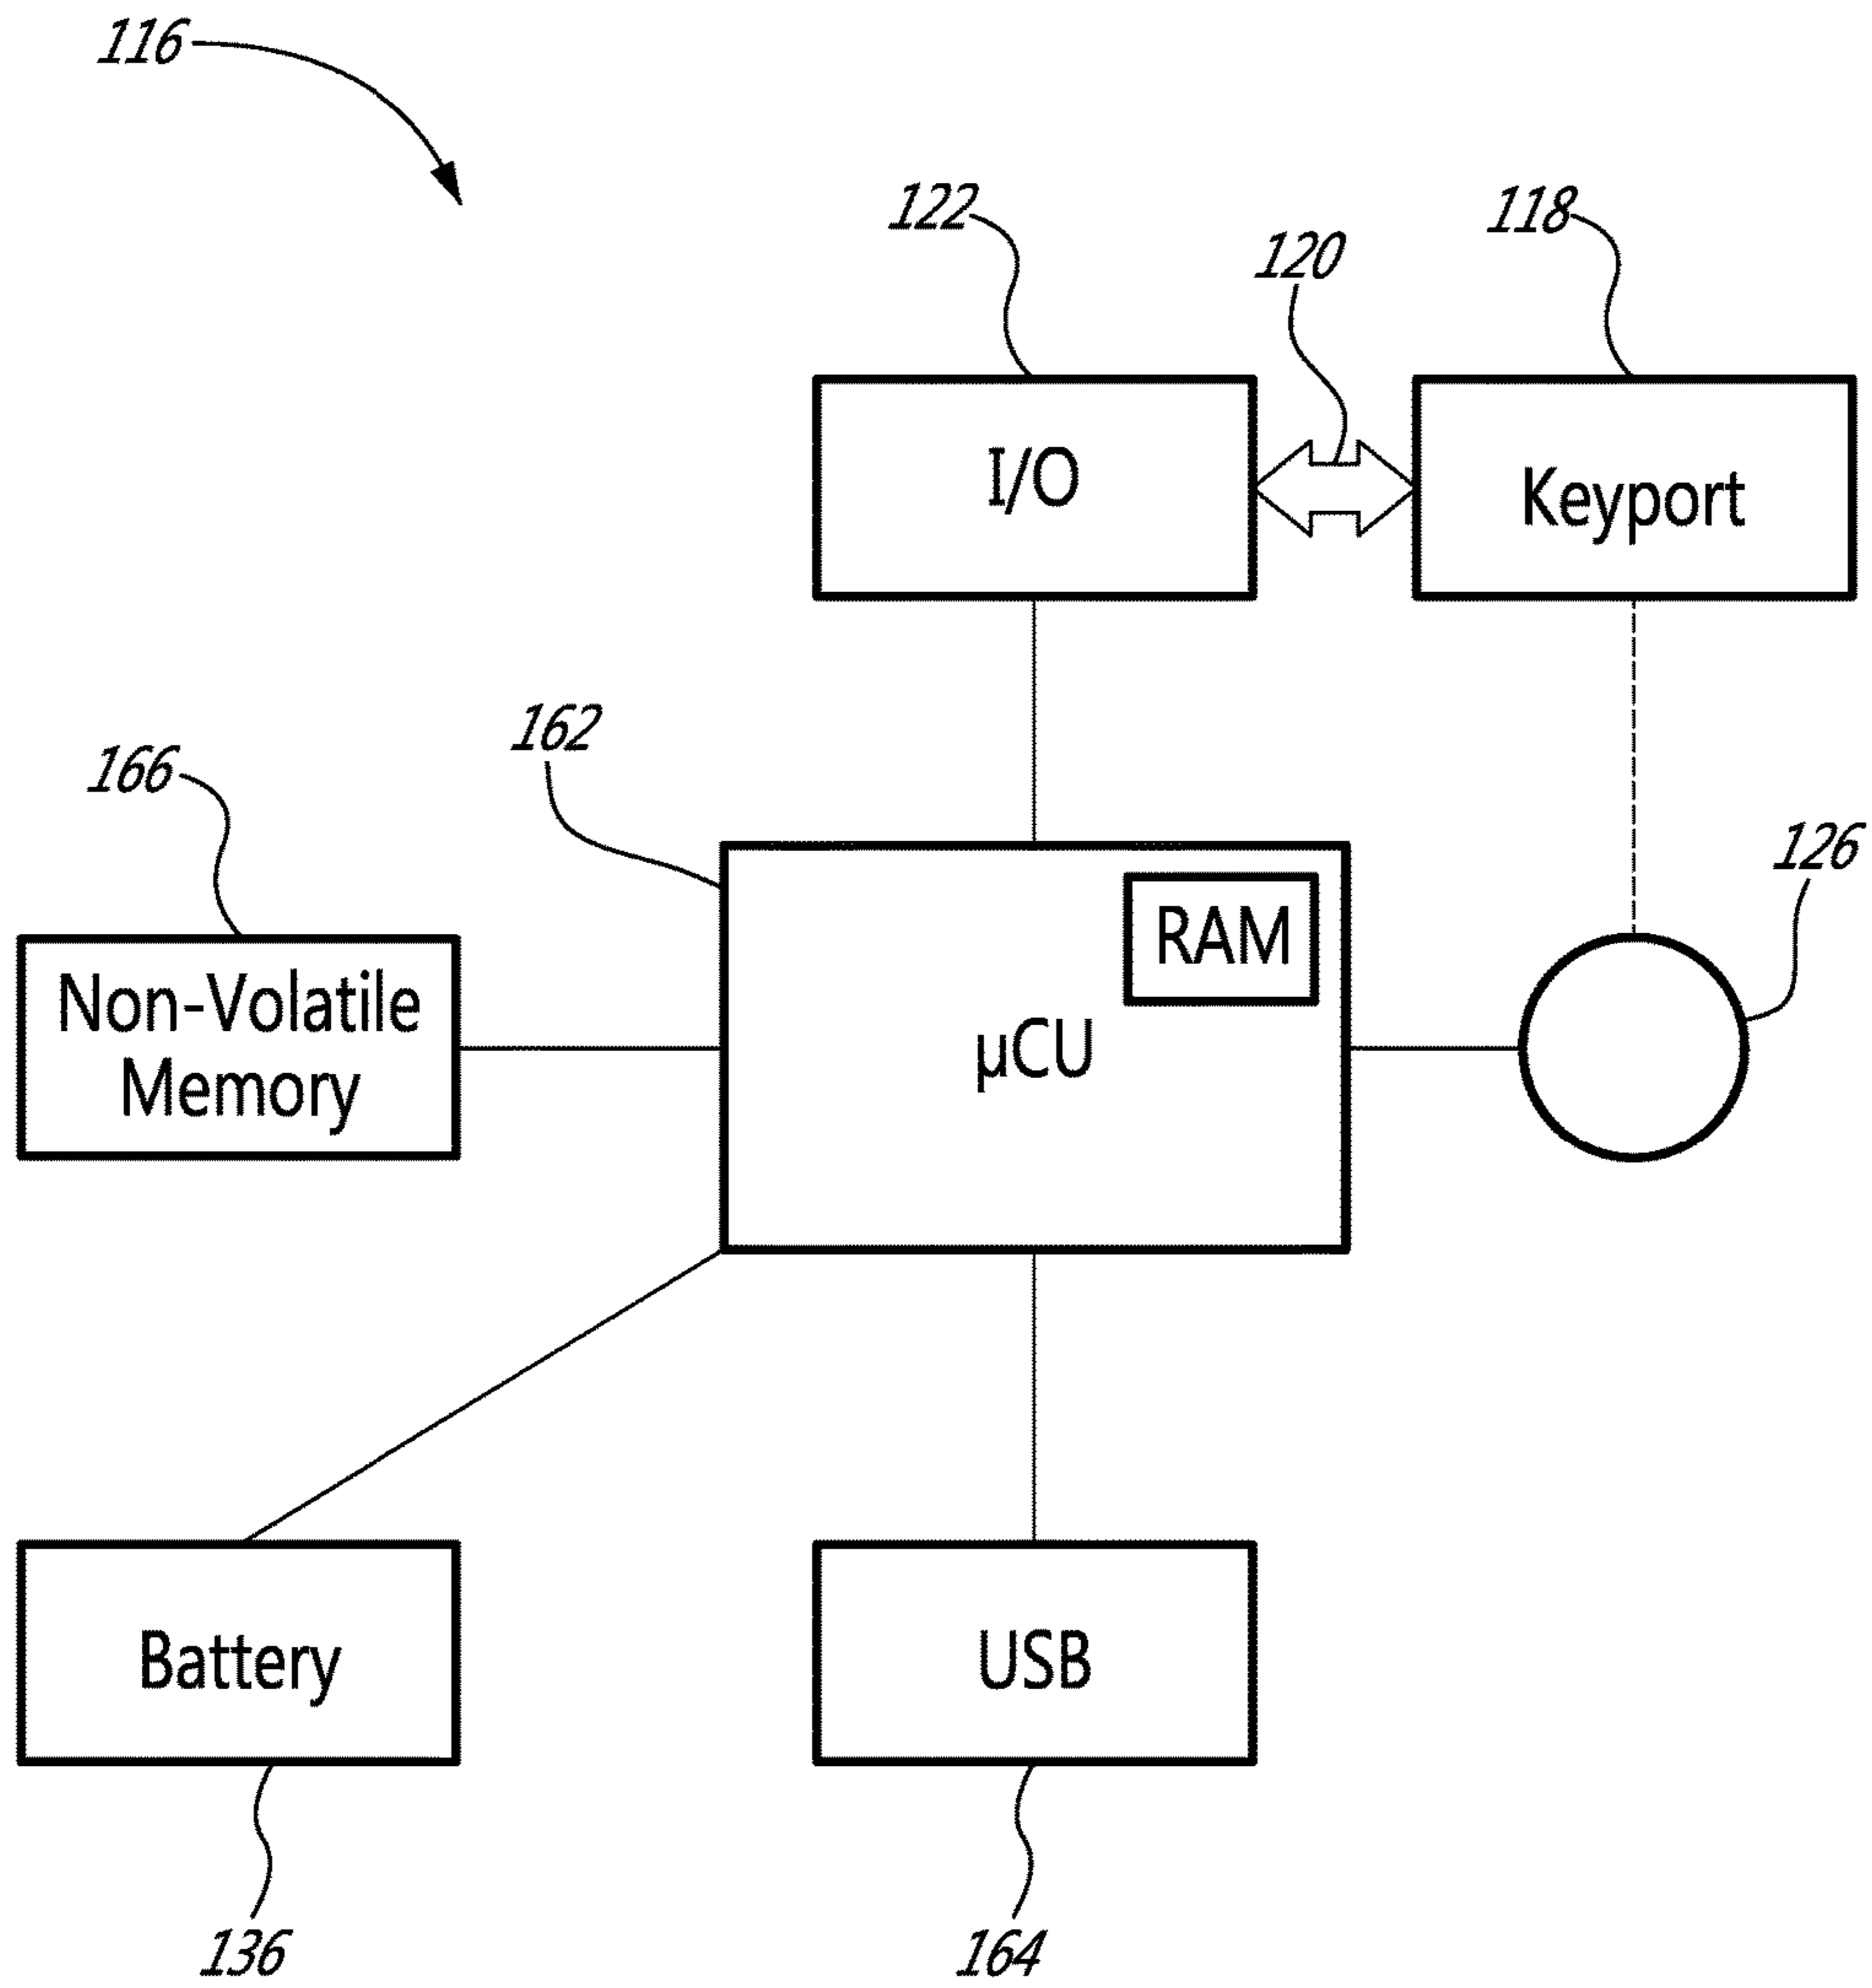 116
122
118
120
I/O
Keyport
162
166
126
RAM
Non-Volatile
Memory
µCU
Battery
USB
136
164